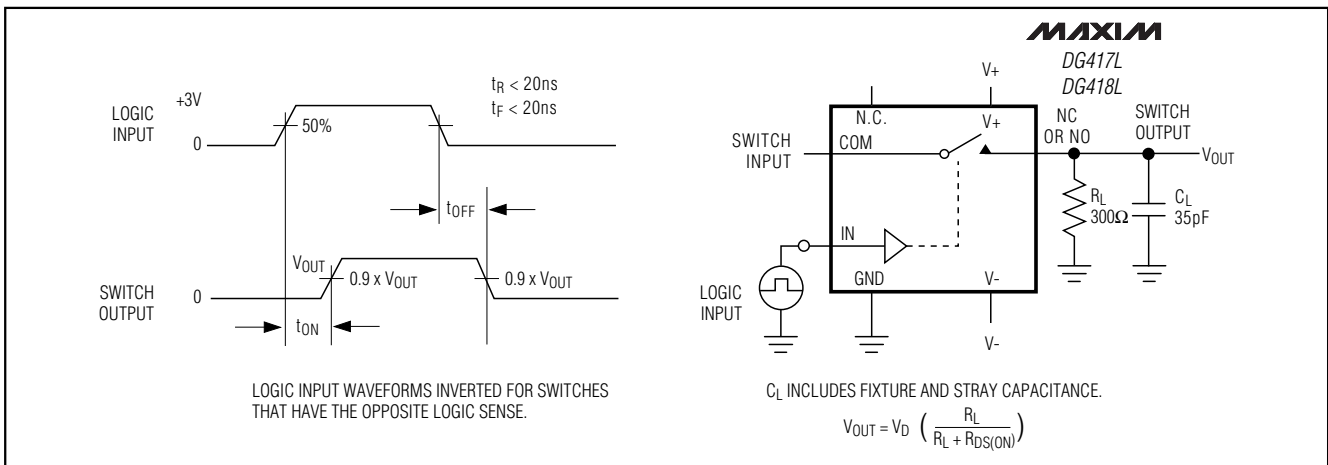 LOGIC
INPUT
+3V
0
50%
tR < 20ns
tF < 20ns
tOFF
SWITCH
OUTPUT
VOUT
0
0.9 x VOUT
0.9 x VOUT
tON
LOGIC INPUT WAVEFORMS INVERTED FOR SWITCHES
THAT HAVE THE OPPOSITE LOGIC SENSE.
MAXIM
DG417L
DG418L
V+
N.C.
V+
NC
OR NO
SWITCH
OUTPUT
SWITCH
INPUT
COM
VOUT
RL
300Ω
CL
35pF
IN
LOGIC
INPUT
GND
V-
V-
CL INCLUDES FIXTURE AND STRAY CAPACITANCE.
VOUT = VD ( RL / RL + RDS(ON) )